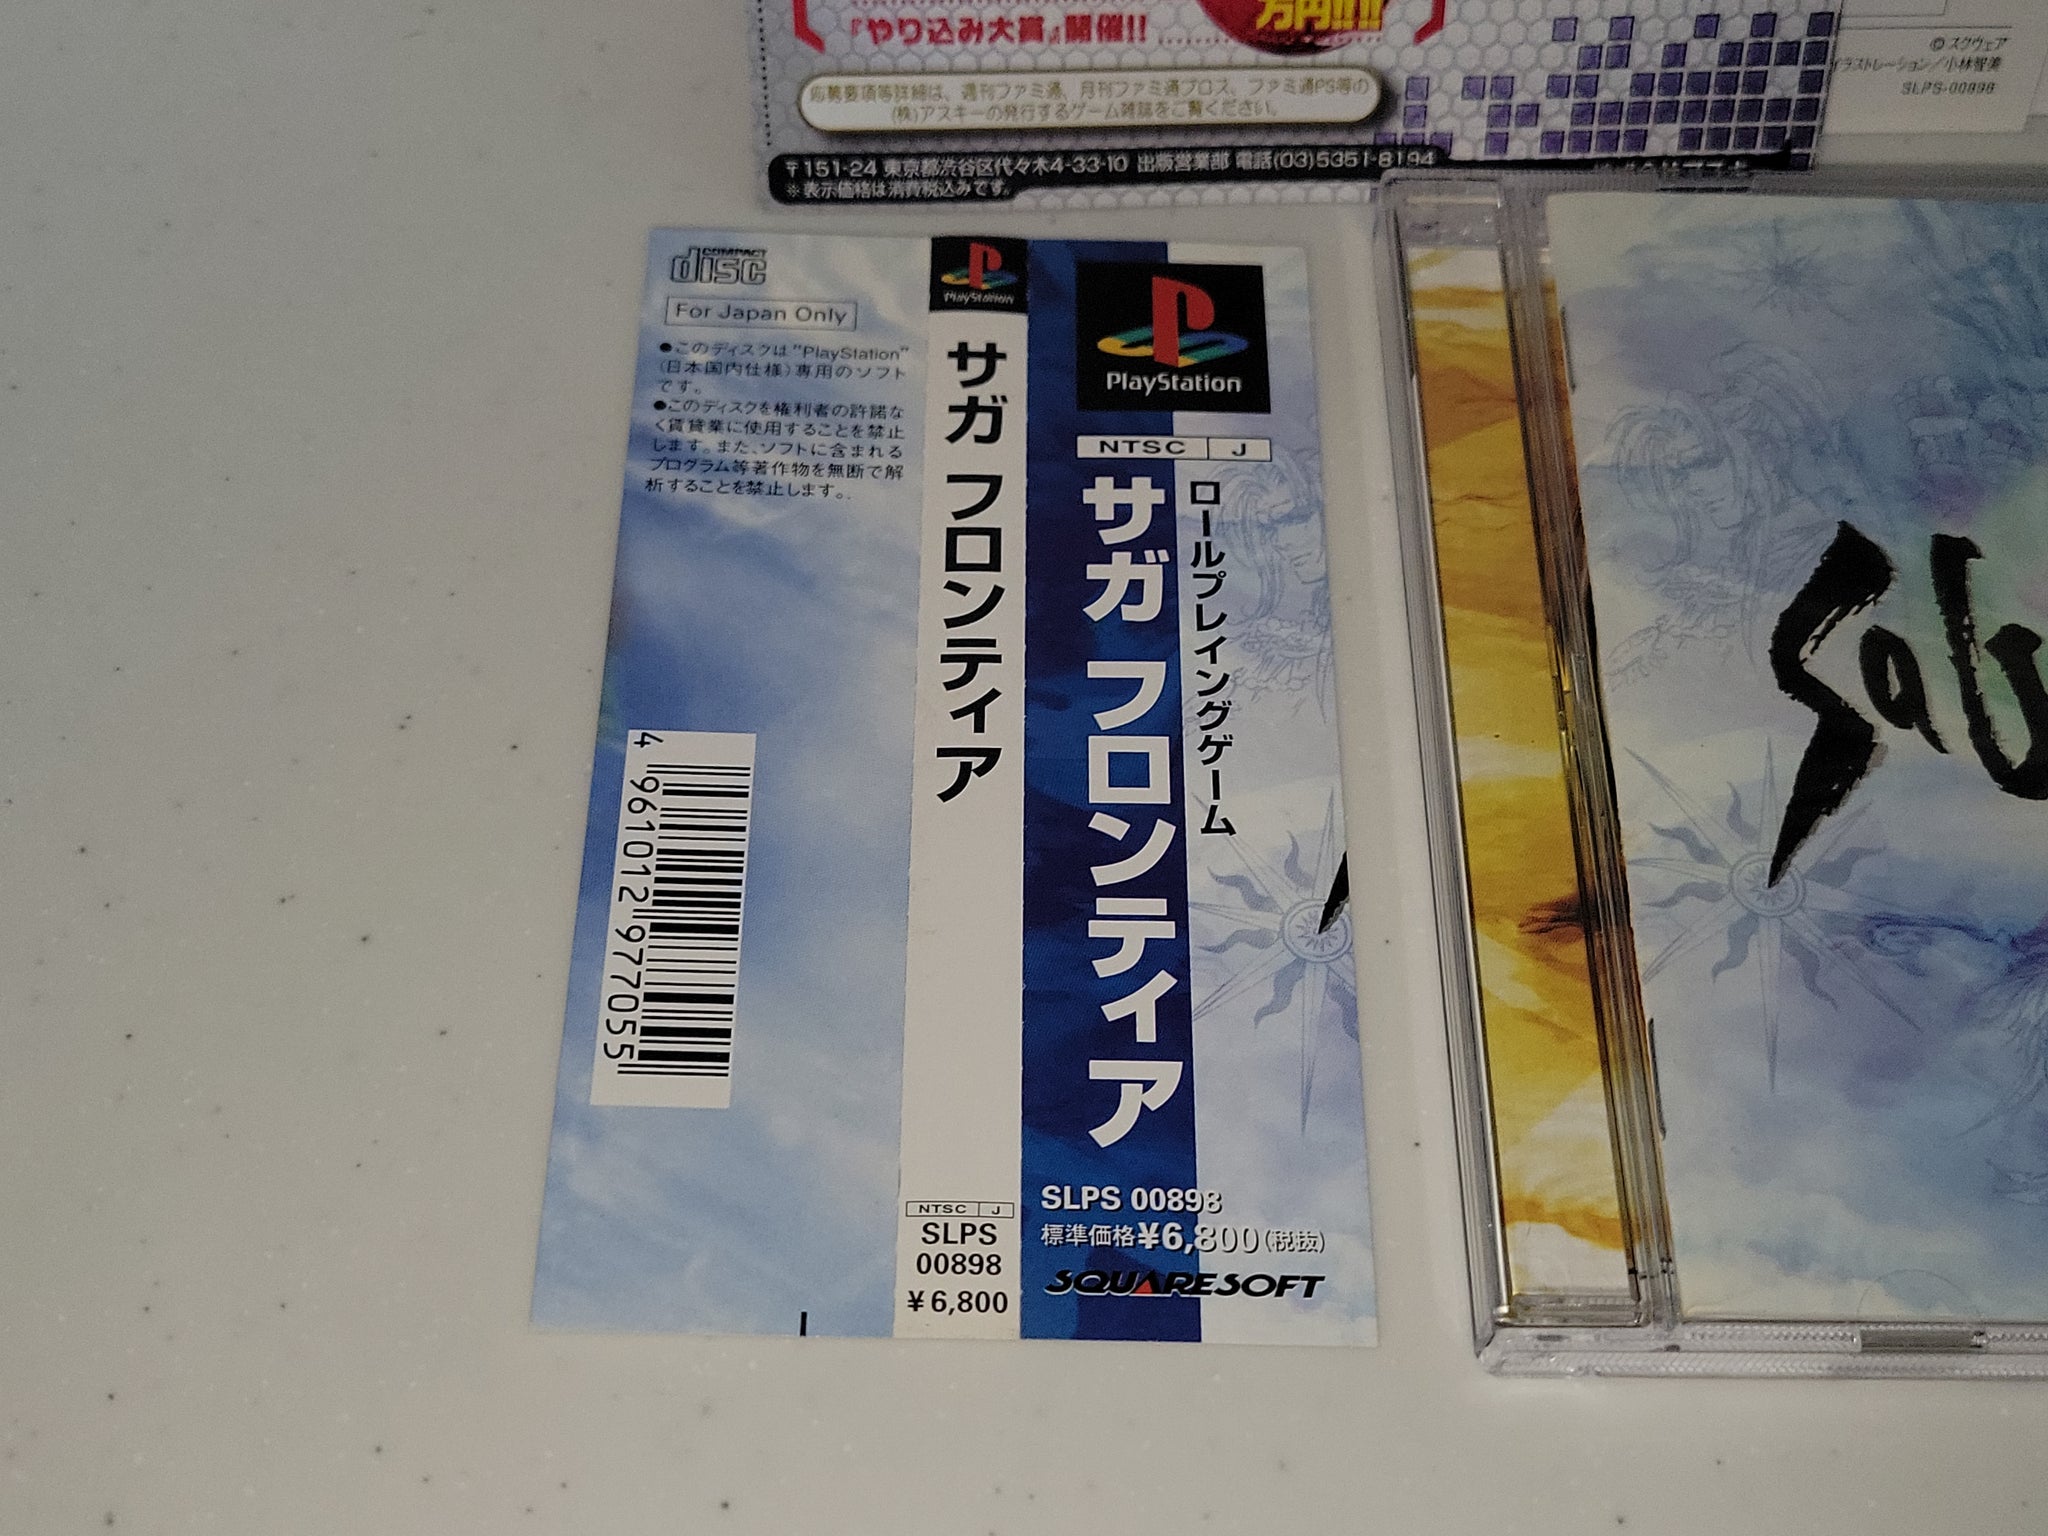 『やり込み大賞』開催!!
万円!!!!
応募要項等詳細は、週刊ファミ通、月刊ファミ通ブロス、ファミ通PS等の
(株)アスキーの発行するゲーム雑誌をご覧ください。
〒151-24 東京都渋谷区代々木4-33-10 出版営業部 電話(03)5351-8194
※表示価格は消費税込みです。
© スクウェア
イラストレーション/小林智美
SLPS-00898
COMPACT
disc
For Japan Only
●このディスクは"PlayStation"
(日本国内仕様)専用のソフト
です。
●このディスクを権利者の許諾な
く賃貸業に使用することを禁止
します。また、ソフトに含まれる
プログラム等著作物を無断で解
析することを禁止します。
4 961012 977055
PlayStation
サガ フロンティア
NTSC J
SLPS
00898
¥6,800
PlayStation
NTSC J
ロールプレイングゲーム
サガ フロンティア
SLPS 00898
標準価格¥6,800(税抜)
SQUARESOFT